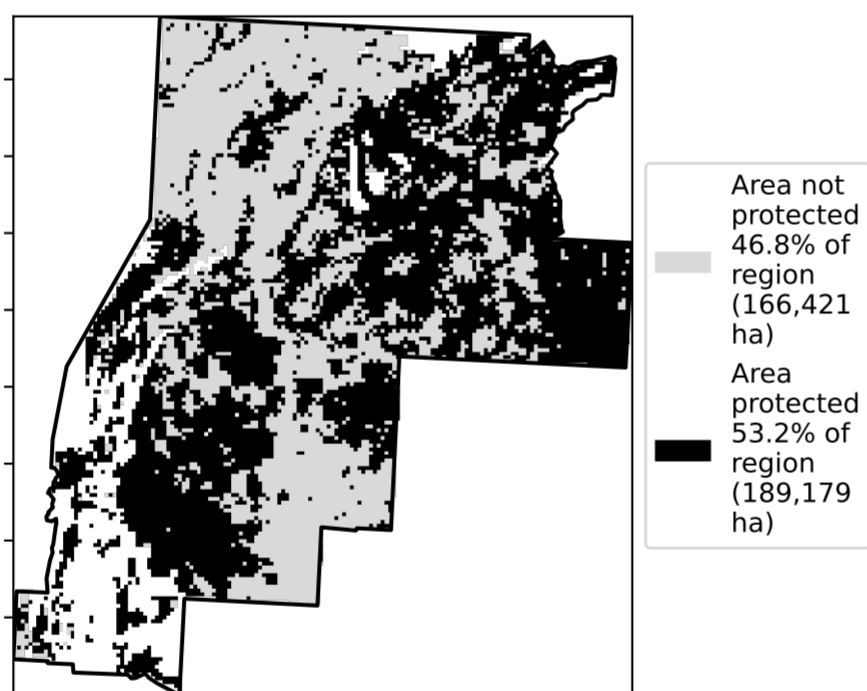 Area not
protected
46.8% of
region
(166,421
ha)
Area
protected
53.2% of
region
(189,179
ha)